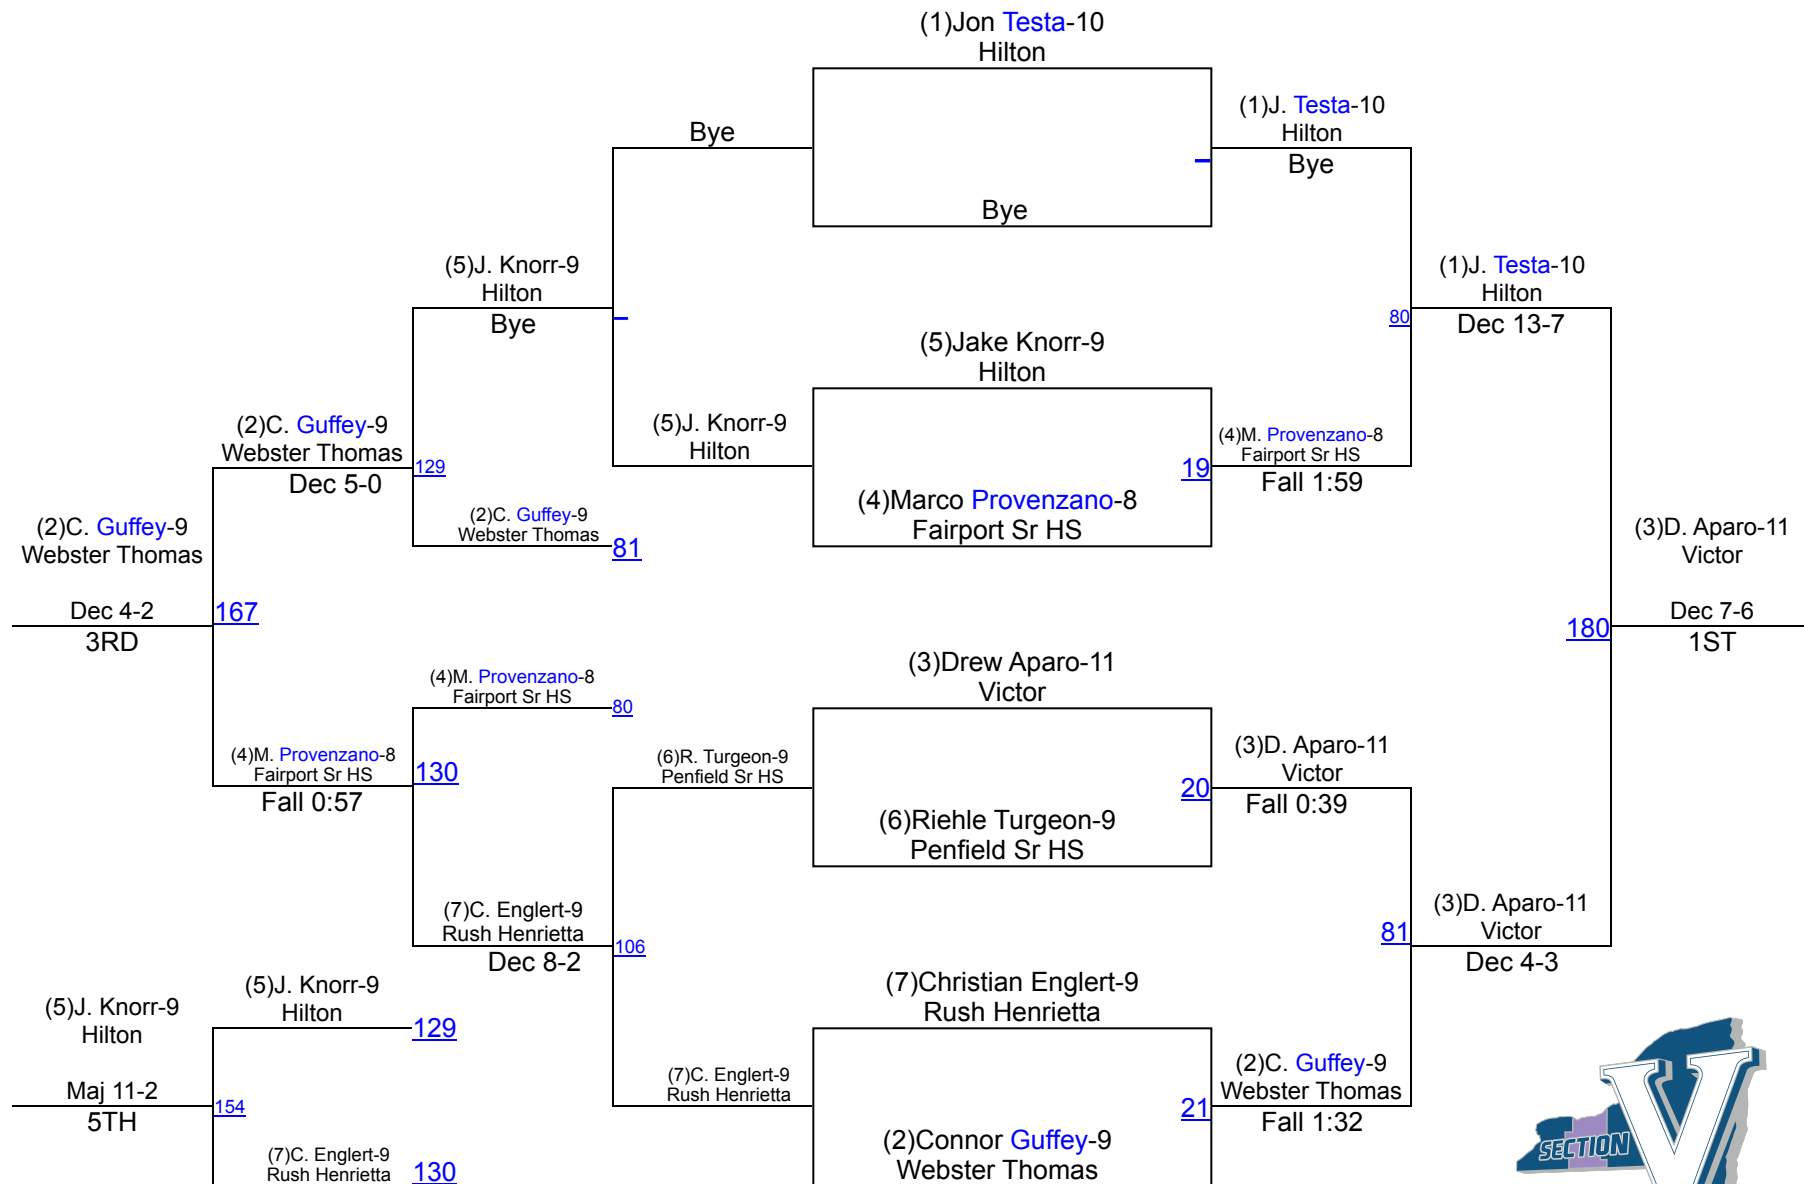 (1)Jon Testa-10
Hilton
Bye
(1)J. Testa-10
Hilton
Bye
Bye
(5)J. Knorr-9
Hilton
Bye
(1)J. Testa-10
Hilton
Dec 13-7
80
(5)Jake Knorr-9
Hilton
(5)J. Knorr-9
Hilton
(4)M. Provenzano-8
Fairport Sr HS
Fall 1:59
19
(4)Marco Provenzano-8
Fairport Sr HS
(2)C. Guffey-9
Webster Thomas
Dec 5-0
129
(2)C. Guffey-9
Webster Thomas
81
(2)C. Guffey-9
Webster Thomas
Dec 4-2
3RD
167
(3)D. Aparo-11
Victor
Dec 7-6
1ST
180
(4)M. Provenzano-8
Fairport Sr HS
80
(3)Drew Aparo-11
Victor
(4)M. Provenzano-8
Fairport Sr HS
Fall 0:57
130
(6)R. Turgeon-9
Penfield Sr HS
(3)D. Aparo-11
Victor
Fall 0:39
20
(6)Riehle Turgeon-9
Penfield Sr HS
(7)C. Englert-9
Rush Henrietta
Dec 8-2
106
(3)D. Aparo-11
Victor
Dec 4-3
81
(7)Christian Englert-9
Rush Henrietta
(5)J. Knorr-9
Hilton
129
(5)J. Knorr-9
Hilton
Maj 11-2
5TH
154
(7)C. Englert-9
Rush Henrietta
(2)C. Guffey-9
Webster Thomas
Fall 1:32
21
(2)Connor Guffey-9
Webster Thomas
(7)C. Englert-9
Rush Henrietta
130
SECTION V